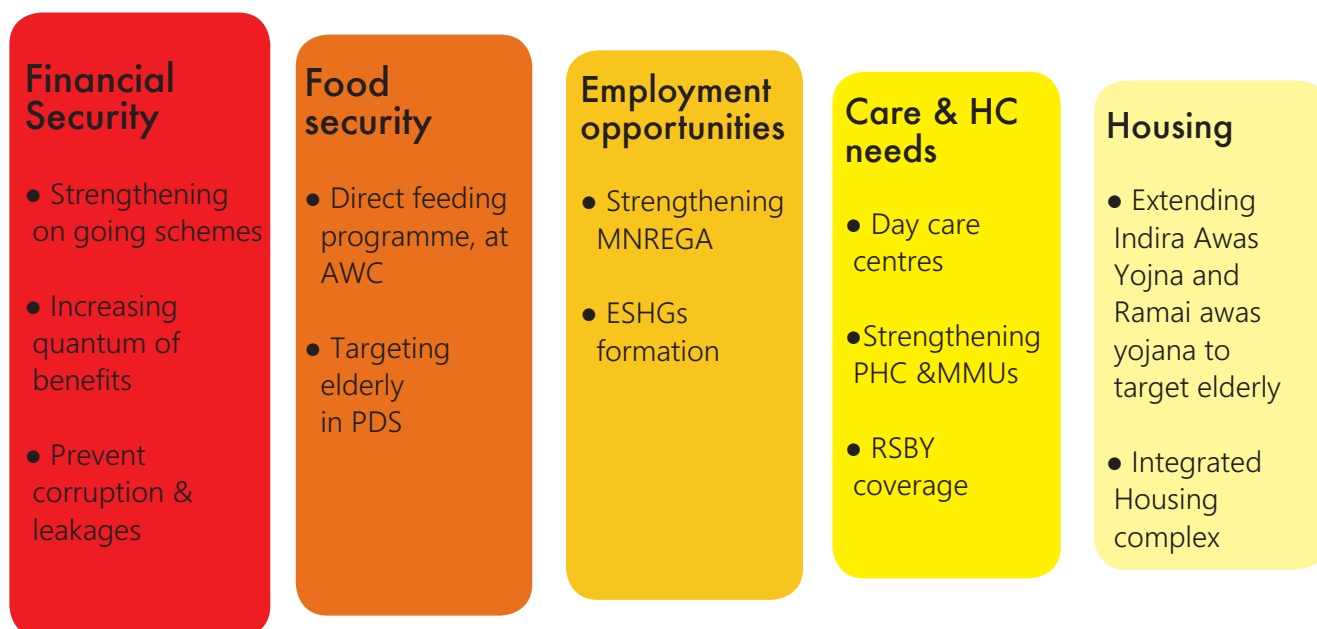 Financial
Security
● Strengthening
on going schemes
● Increasing
quantum of
benefits
● Prevent
corruption &
leakages
Food
security
● Direct feeding
programme, at
AWC
● Targeting
elderly
in PDS
Employment
opportunities
● Strengthening
MNREGA
● ESHGs
formation
Care & HC
needs
● Day care
centres
●Strengthening
PHC &MMUs
● RSBY
coverage
Housing
● Extending
Indira Awas
Yojna and
Ramai awas
yojana to
target elderly
● Integrated
Housing
complex